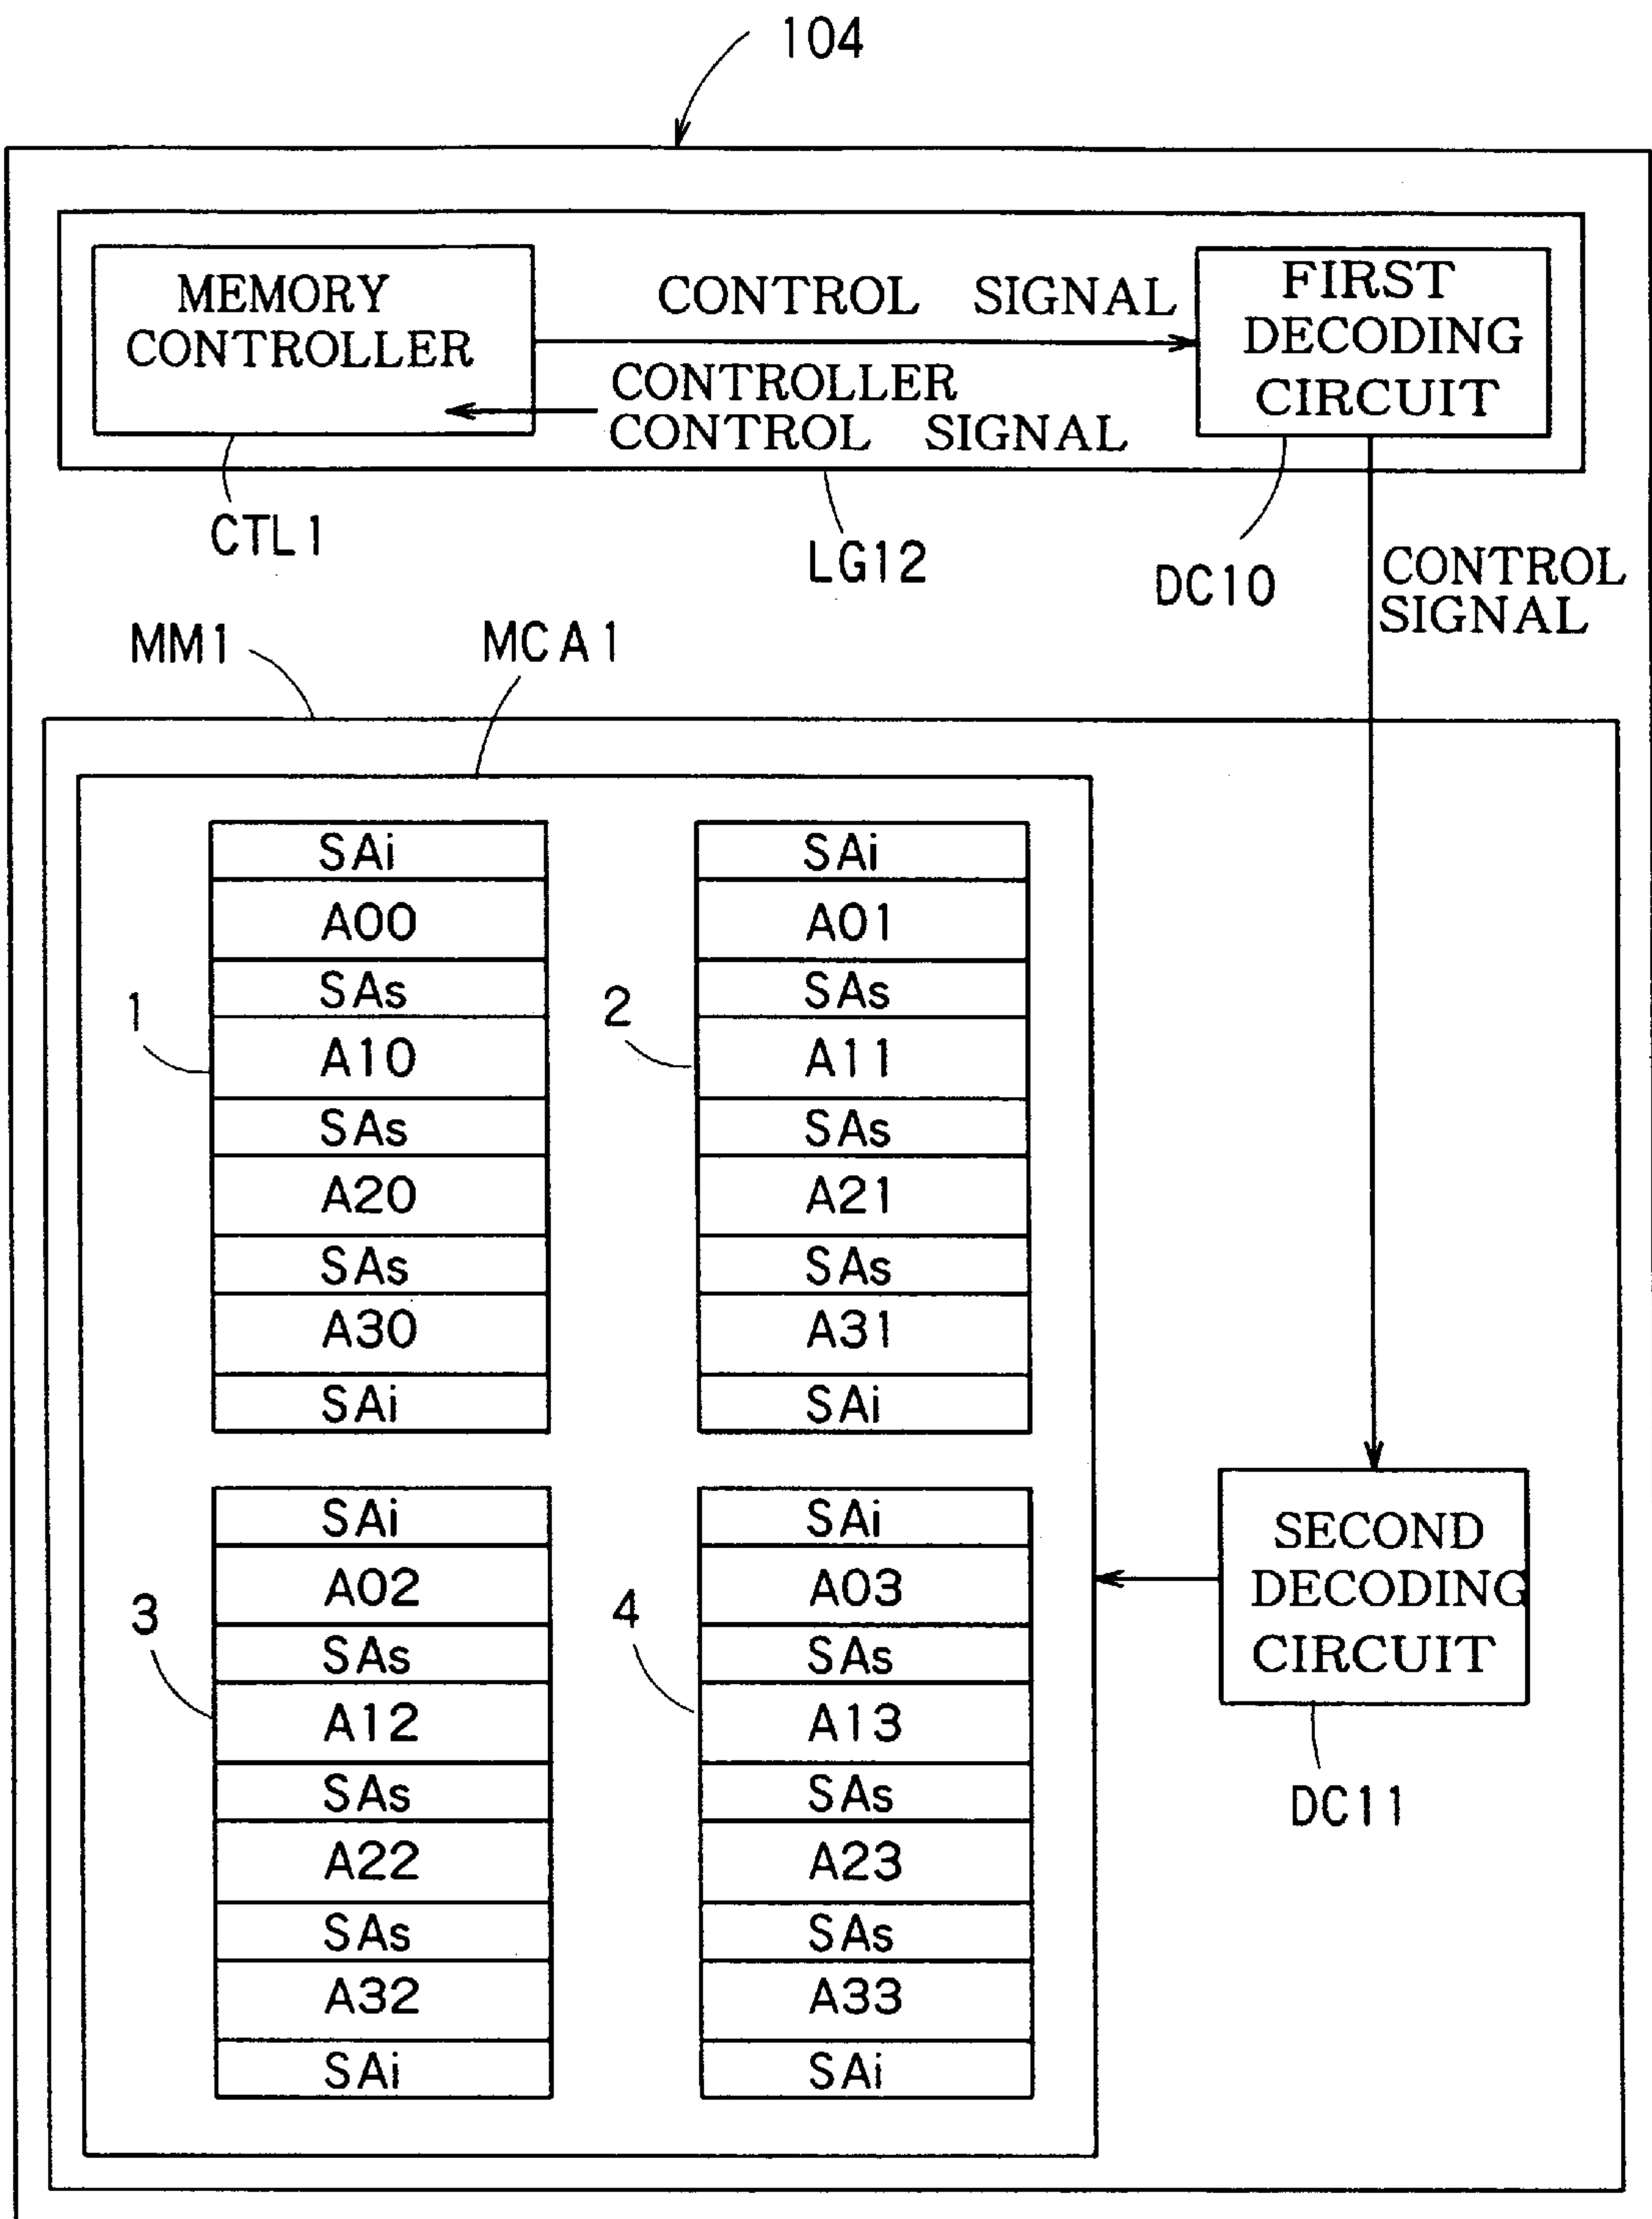 104
MEMORY
CONTROLLER
CONTROL SIGNAL
CONTROLLER
CONTROL SIGNAL
FIRST
DECODING
CIRCUIT
CTL1
LG12
DC10
CONTROL
SIGNAL
MM1
MCA1
1
SAi
A00
SAs
A10
SAs
A20
SAs
A30
SAi
2
SAi
A01
SAs
A11
SAs
A21
SAs
A31
SAi
3
SAi
A02
SAs
A12
SAs
A22
SAs
A32
SAi
4
SAi
A03
SAs
A13
SAs
A23
SAs
A33
SAi
SECOND
DECODING
CIRCUIT
DC11